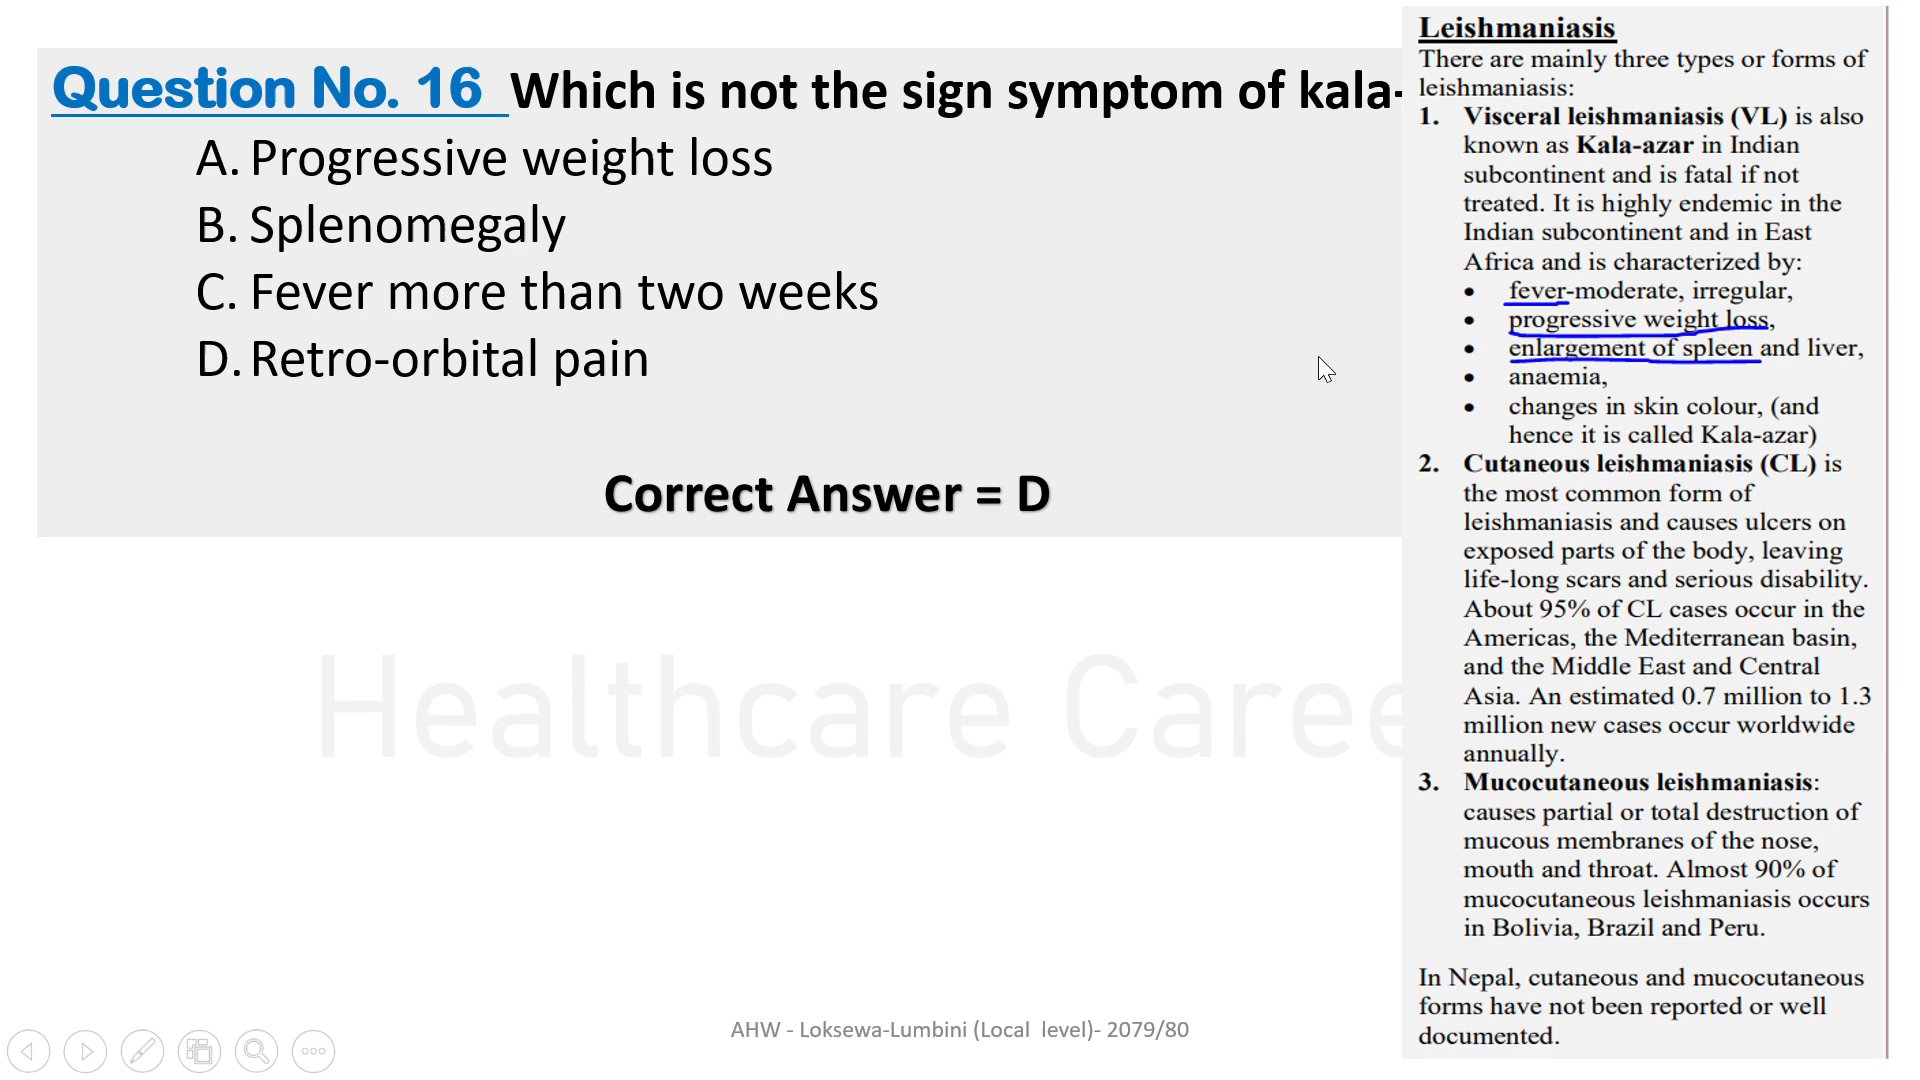 Question No. 16 Which is not the sign symptom of kala-
A. Progressive weight loss
B. Splenomegaly
C. Fever more than two weeks
D. Retro-orbital pain
Correct Answer = D
Healthcare Caree
AHW - Loksewa-Lumbini (Local level)- 2079/80
Leishmaniasis
There are mainly three types or forms of
leishmaniasis:
1. Visceral leishmaniasis (VL) is also
known as Kala-azar in Indian
subcontinent and is fatal if not
treated. It is highly endemic in the
Indian subcontinent and in East
Africa and is characterized by:
• fever-moderate, irregular,
• progressive weight loss,
• enlargement of spleen and liver,
• anaemia,
• changes in skin colour, (and
hence it is called Kala-azar)
2. Cutaneous leishmaniasis (CL) is
the most common form of
leishmaniasis and causes ulcers on
exposed parts of the body, leaving
life-long scars and serious disability.
About 95% of CL cases occur in the
Americas, the Mediterranean basin,
and the Middle East and Central
Asia. An estimated 0.7 million to 1.3
million new cases occur worldwide
annually.
3. Mucocutaneous leishmaniasis:
causes partial or total destruction of
mucous membranes of the nose,
mouth and throat. Almost 90% of
mucocutaneous leishmaniasis occurs
in Bolivia, Brazil and Peru.
In Nepal, cutaneous and mucocutaneous
forms have not been reported or well
documented.